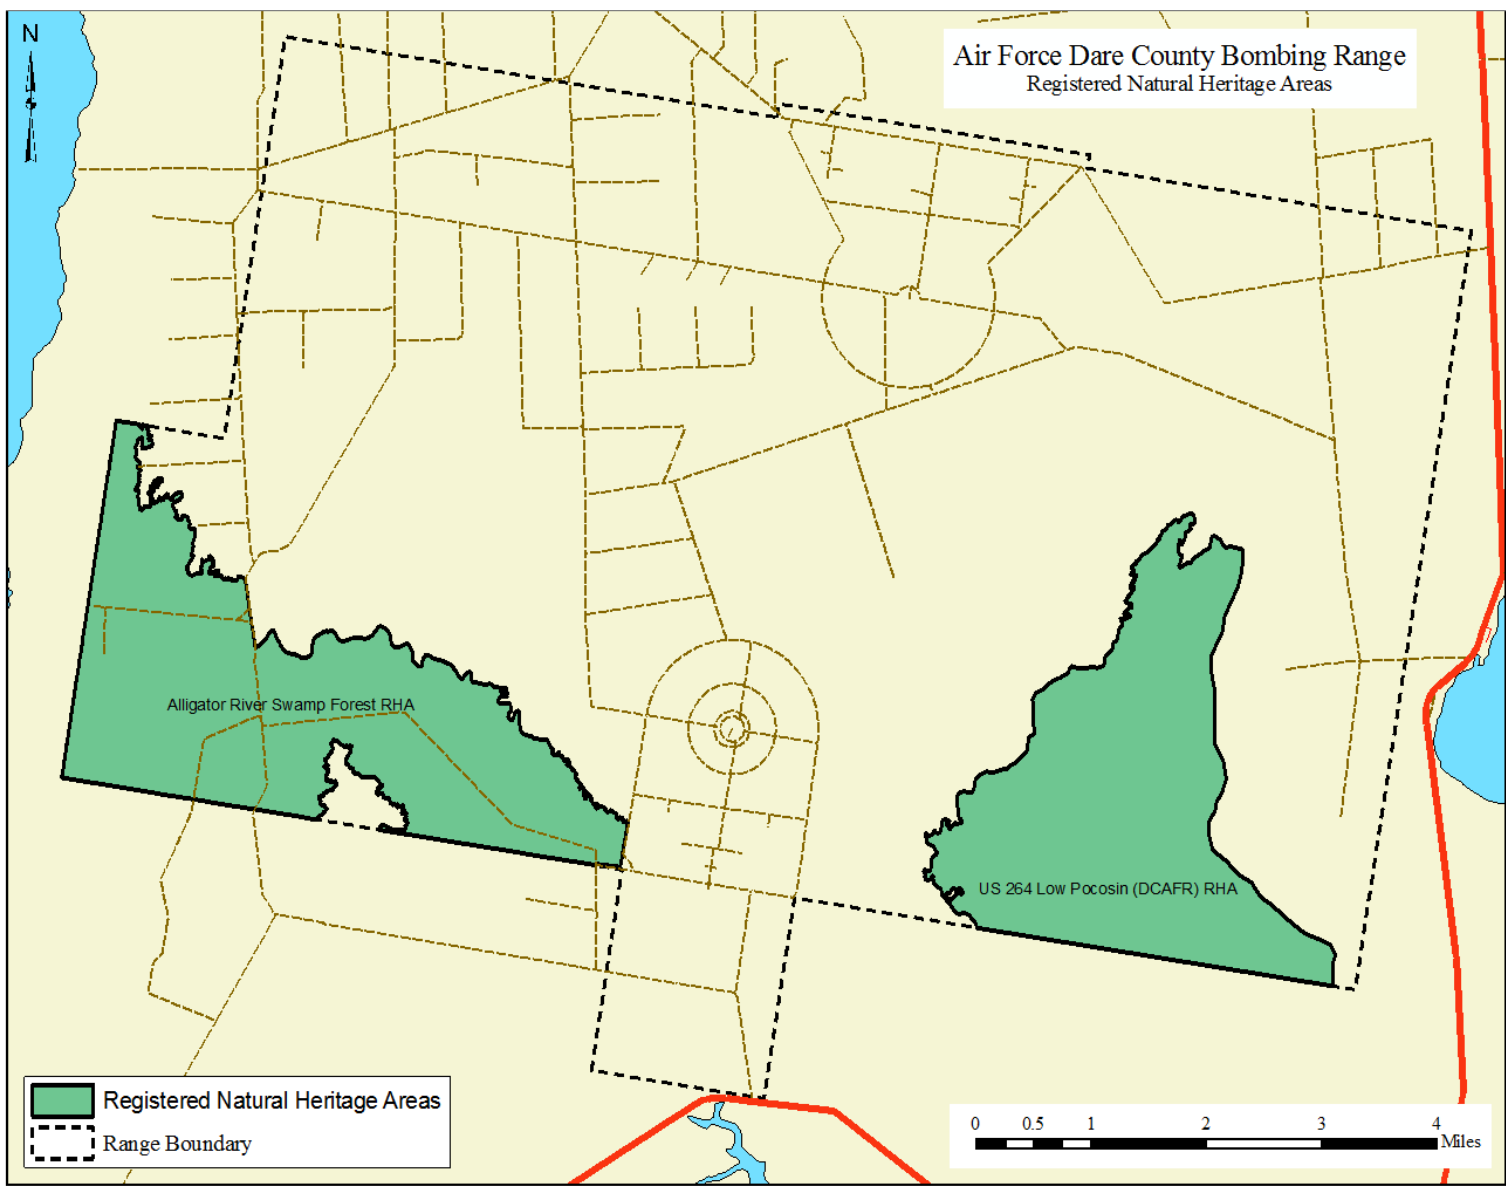 N
Air Force Dare County Bombing Range
Registered Natural Heritage Areas
Alligator River Swamp Forest RHA
US 264 Low Pocosin (DCAFR) RHA
Registered Natural Heritage Areas
Range Boundary
0 0.5 1 2 3 4
Miles